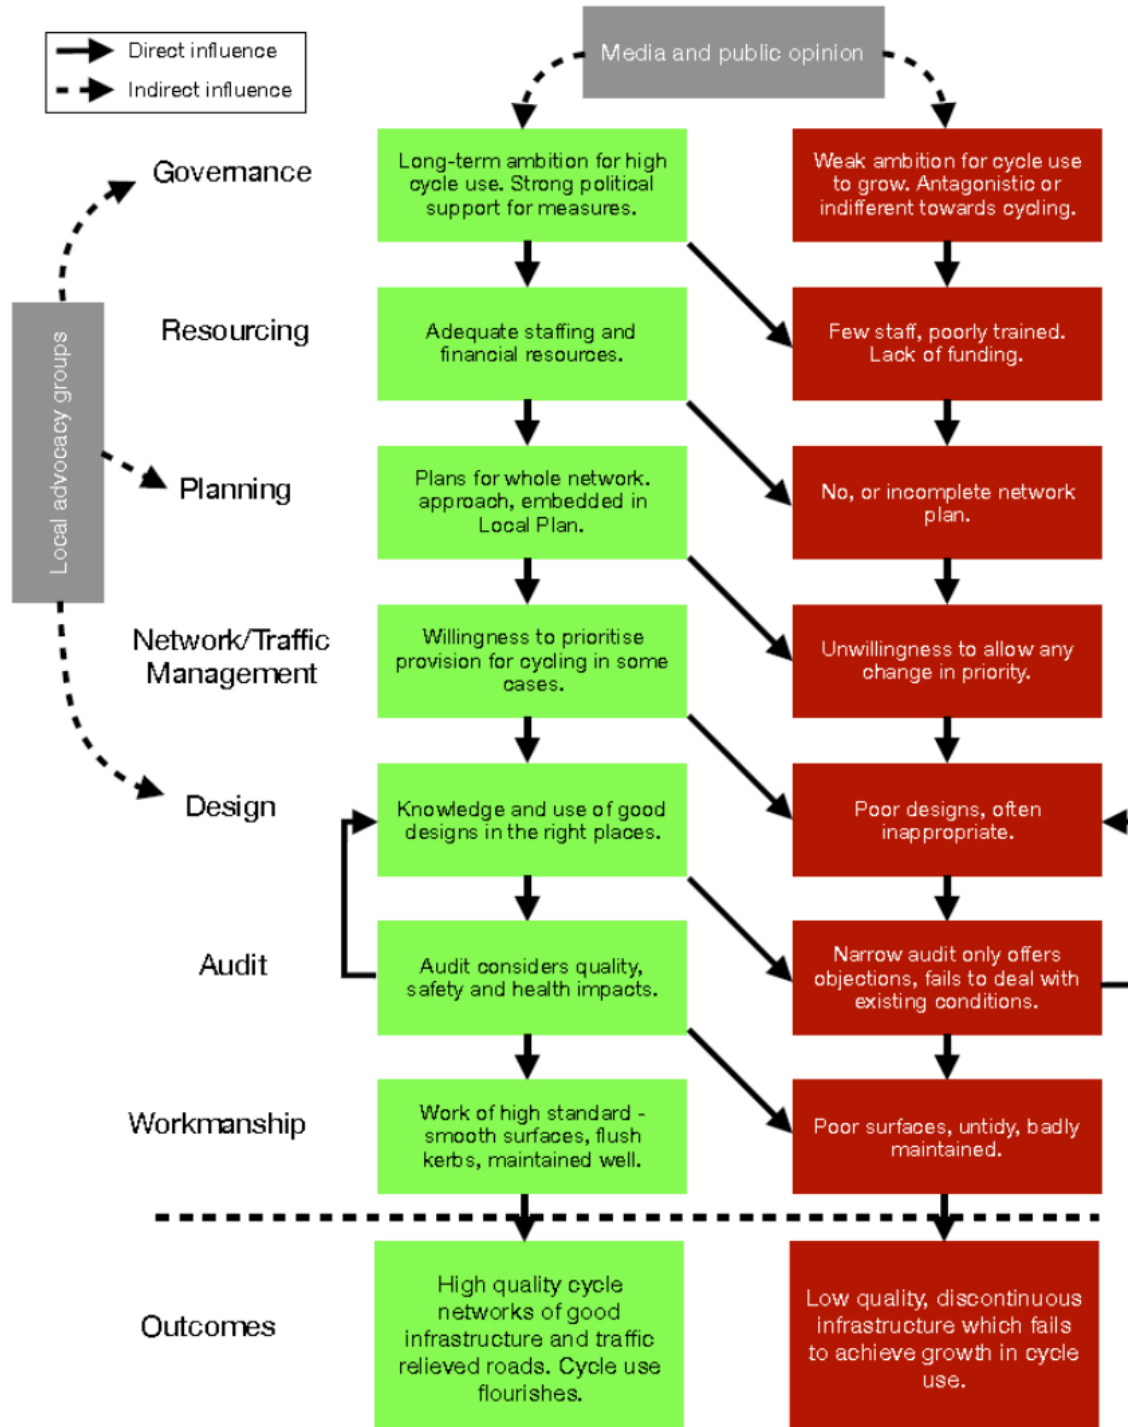 Direct influence
Indirect influence
Media and public opinion
Governance
Long-term ambition for high
cycle use. Strong political
support for measures.
Weak ambition for cycle use
to grow. Antagonistic or
indifferent towards cycling.
Local advocacy groups
Resourcing
Adequate staffing and
financial resources.
Few staff, poorly trained.
Lack of funding.
Planning
Plans for whole network.
approach, embedded in
Local Plan.
No, or incomplete network
plan.
Network/Traffic
Management
Willingness to prioritise
provision for cycling in some
cases.
Unwillingness to allow any
change in priority.
Design
Knowledge and use of good
designs in the right places.
Poor designs, often
inappropriate.
Audit
Audit considers quality,
safety and health impacts.
Narrow audit only offers
objections, fails to deal with
existing conditions.
Workmanship
Work of high standard -
smooth surfaces, flush
kerbs, maintained well.
Poor surfaces, untidy, badly
maintained.
Outcomes
High quality cycle
networks of good
infrastructure and traffic
relieved roads. Cycle use
flourishes.
Low quality, discontinuous
infrastructure which fails
to achieve growth in cycle
use.